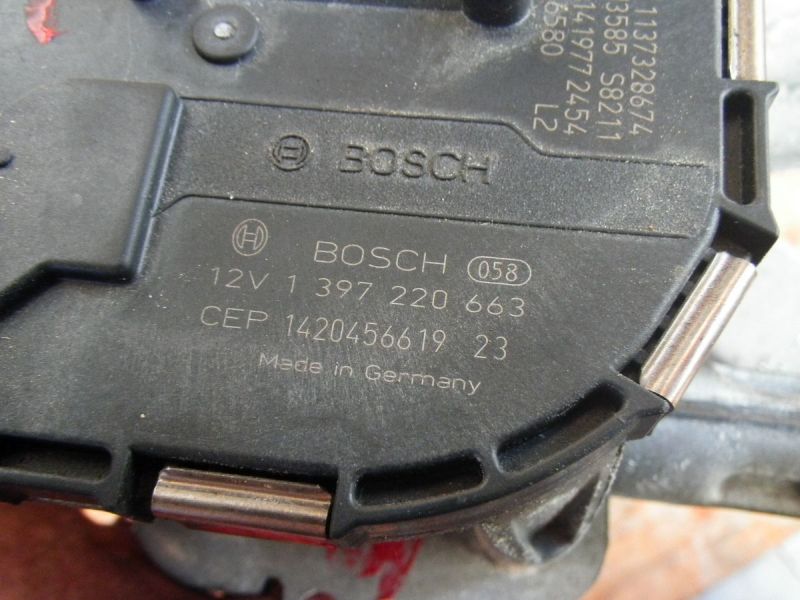 1137328674
3585 S8211
1419772454
6580 L2
BOSCH
BOSCH 058
12V 1 397 220 663
CEP 1420456619 23
Made in Germany